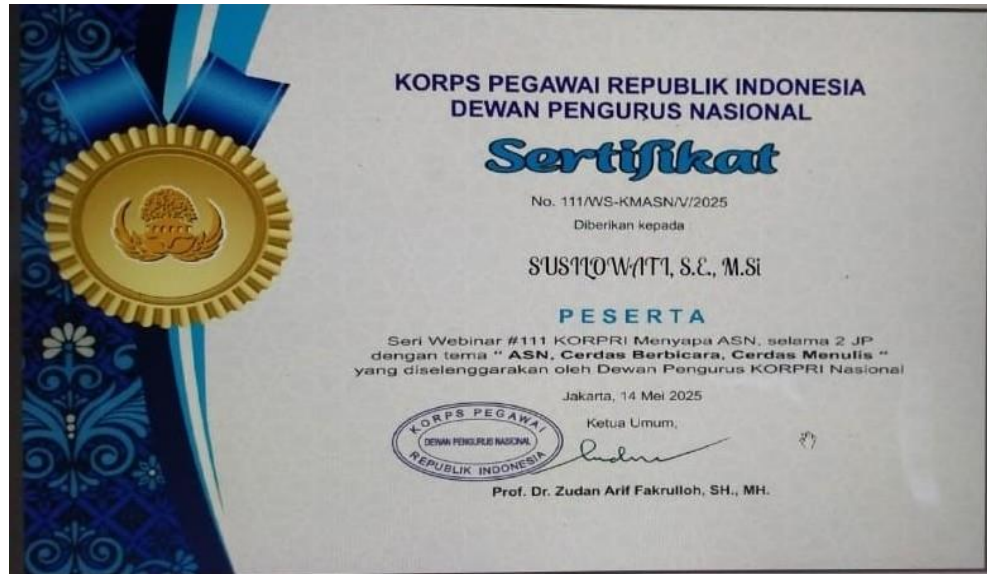 KORPS PEGAWAI REPUBLIK INDONESIA
DEWAN PENGURUS NASIONAL
Sertifikat
No. 111/WS-KMASN/V/2025
Diberikan kepada
SUSILOWATI, S.E., M.Si
PESERTA
Seri Webinar #111 KORPRI Menyapa ASN, selama 2 JP
dengan tema " ASN, Cerdas Berbicara, Cerdas Menulis "
yang diselenggarakan oleh Dewan Pengurus KORPRI Nasional
Jakarta, 14 Mei 2025
Ketua Umum,
KORPS PEGAWAI
DEWAN PENGURUS NASIONAL
REPUBLIK INDONESIA
Prof. Dr. Zudan Arif Fakrulloh, SH., MH.